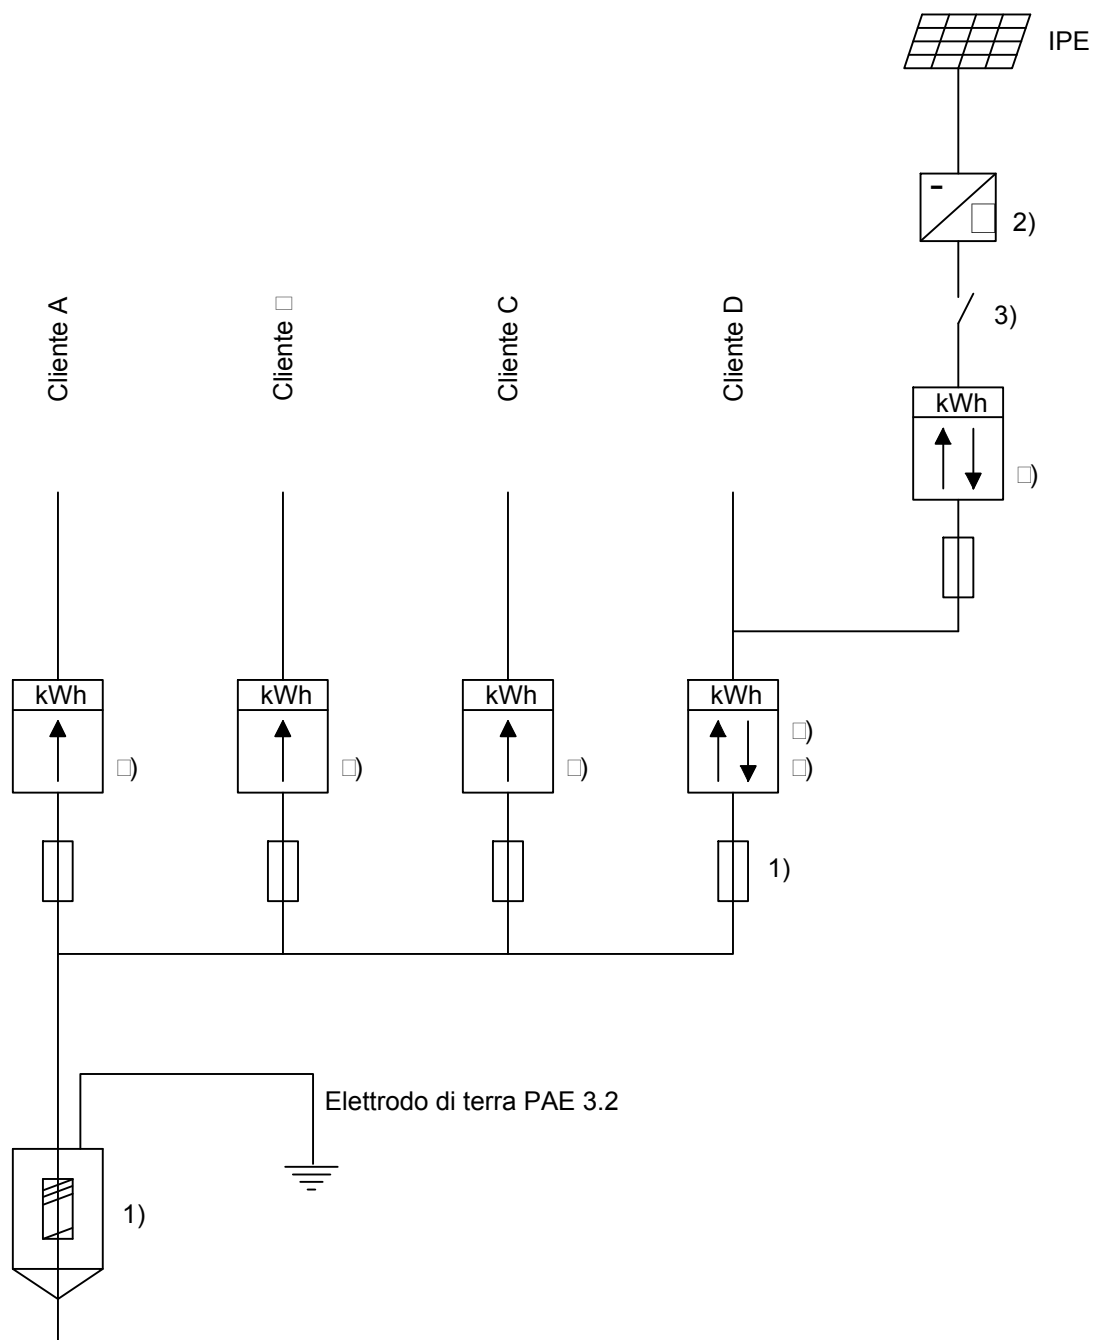 IPE
-
2)
3)
Cliente A
Cliente
Cliente C
Cliente D
kWh
)
kWh
)
kWh
)
kWh
)
kWh
)
)
1)
Elettrodo di terra PAE 3.2
1)